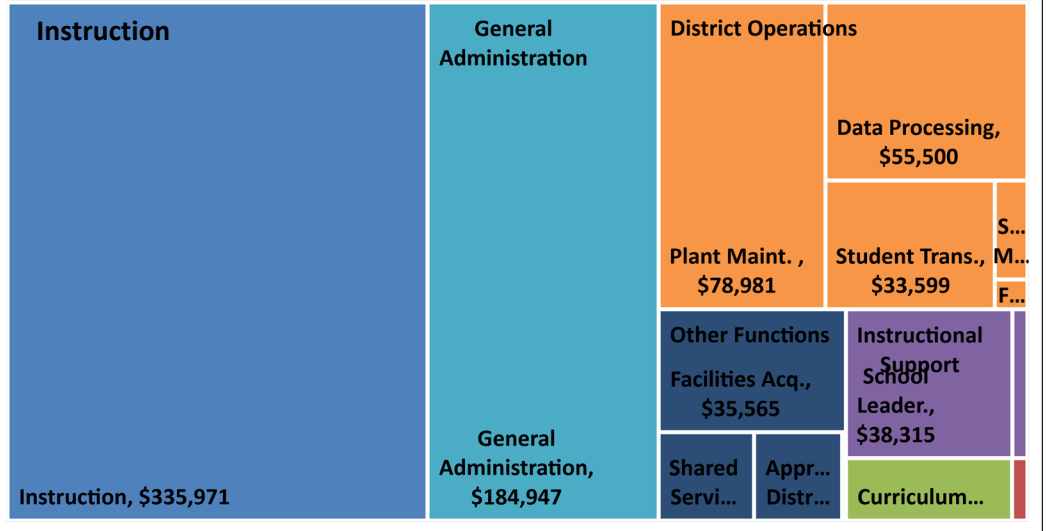 Instruction
Instruction, $335,971
General
Administration
General
Administration,
$184,947
District Operations
Plant Maint. ,
$78,981
Data Processing,
$55,500
Student Trans.,
$33,599
S...
M...
F...
Other Functions
Facilities Acq.,
$35,565
Shared
Servi...
Appr...
Distr...
Instructional
Support
School
Leader.,
$38,315
Curriculum...